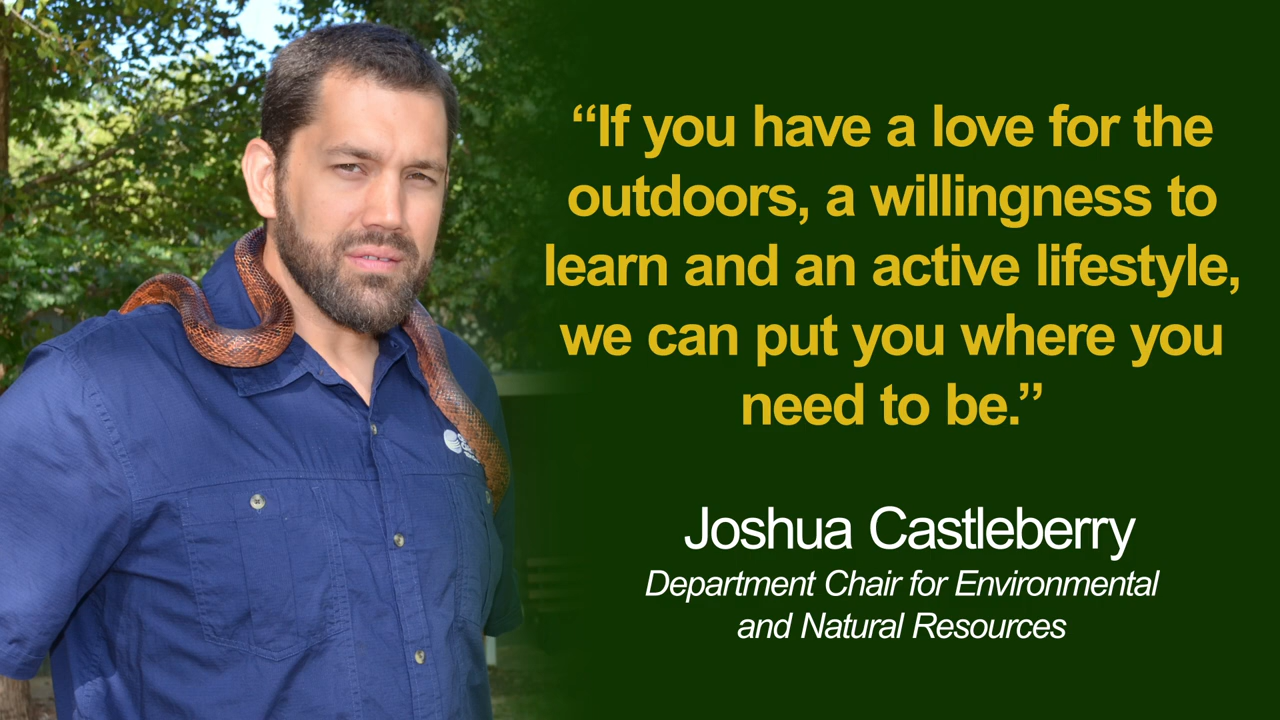 “If you have a love for the
outdoors, a willingness to
learn and an active lifestyle,
we can put you where you
need to be.”
Joshua Castleberry
Department Chair for Environmental
and Natural Resources